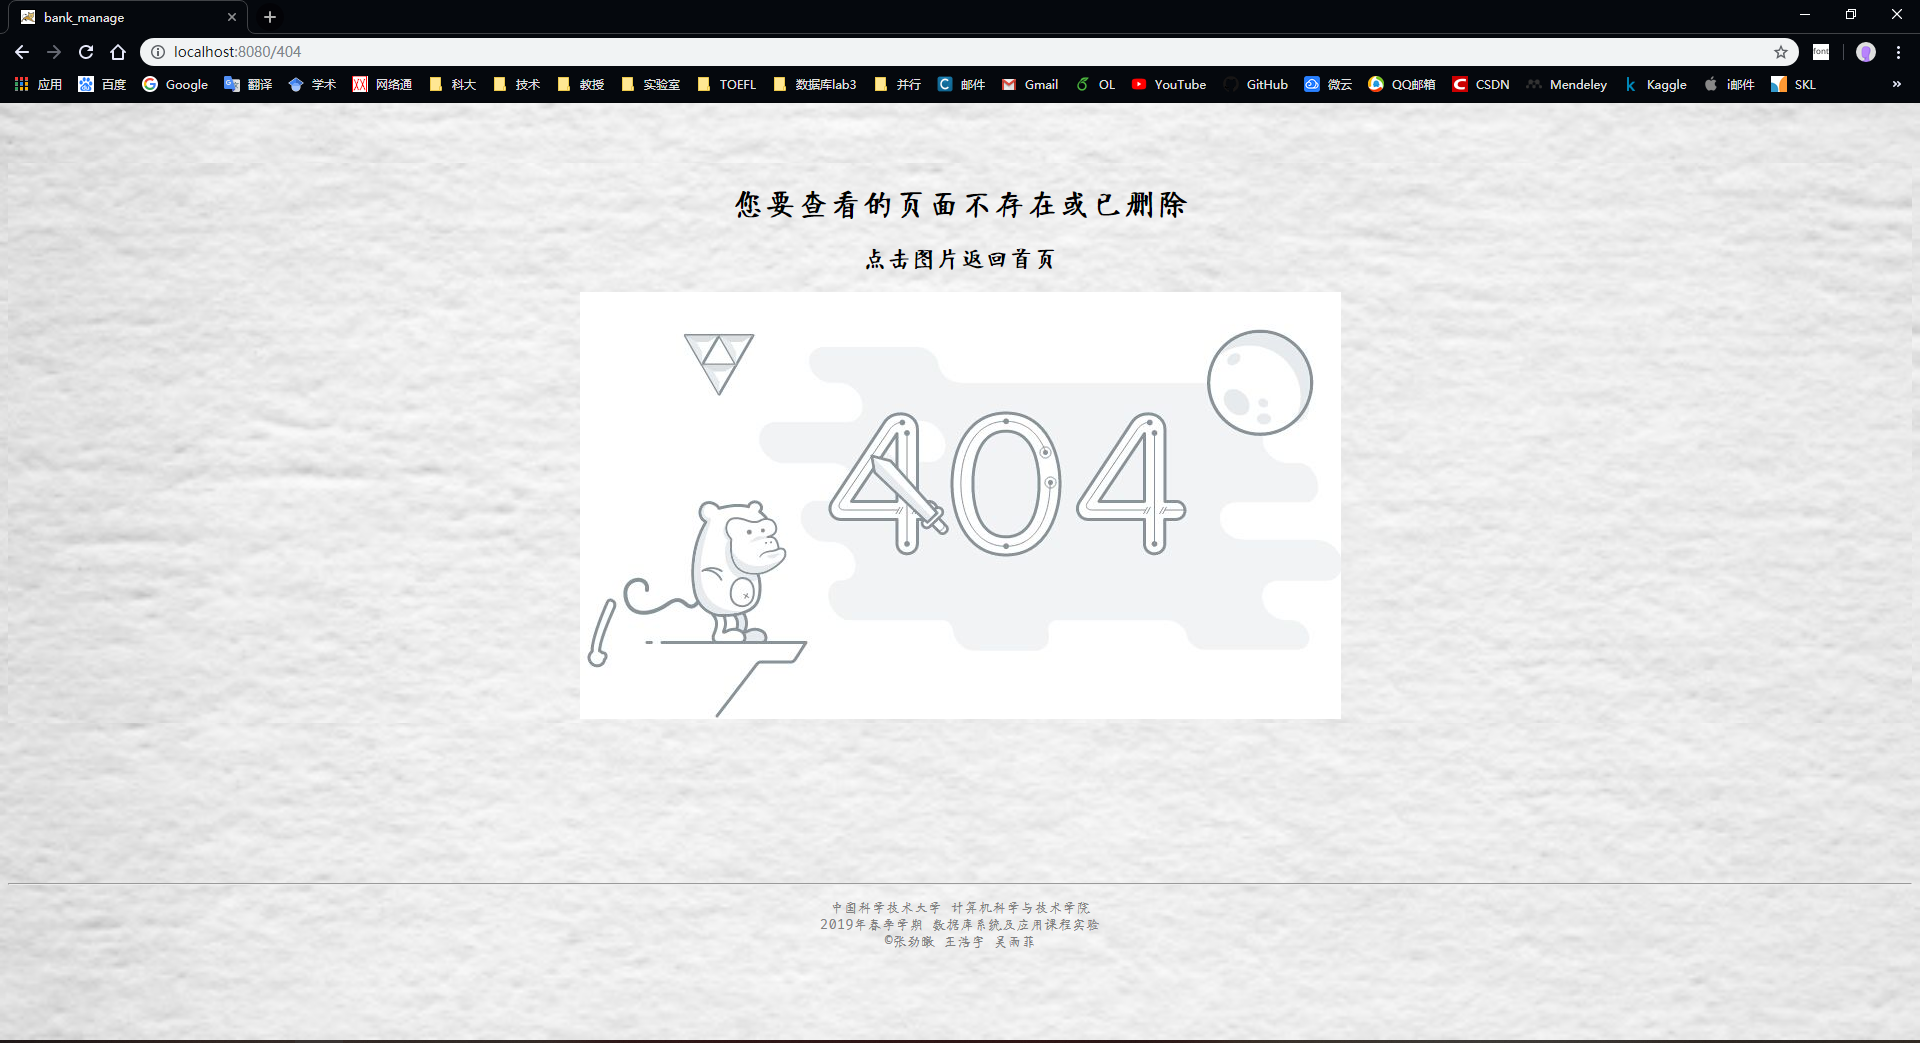 bank_manage
localhost:8080/404
font
应用 百度 Google 翻译 学术 网络通 科大 技术 教授 实验室 TOEFL 数据库lab3 并行 邮件 Gmail OL YouTube GitHub 微云 QQ邮箱 CSDN Mendeley Kaggle i邮件 SKL »
您要查看的页面不存在或已删除
点击图片返回首页
404
中国科学技术大学 计算机科学与技术学院
2019年春季学期 数据库系统及应用课程实验
©张劲暾 王浩宇 吴雨菲